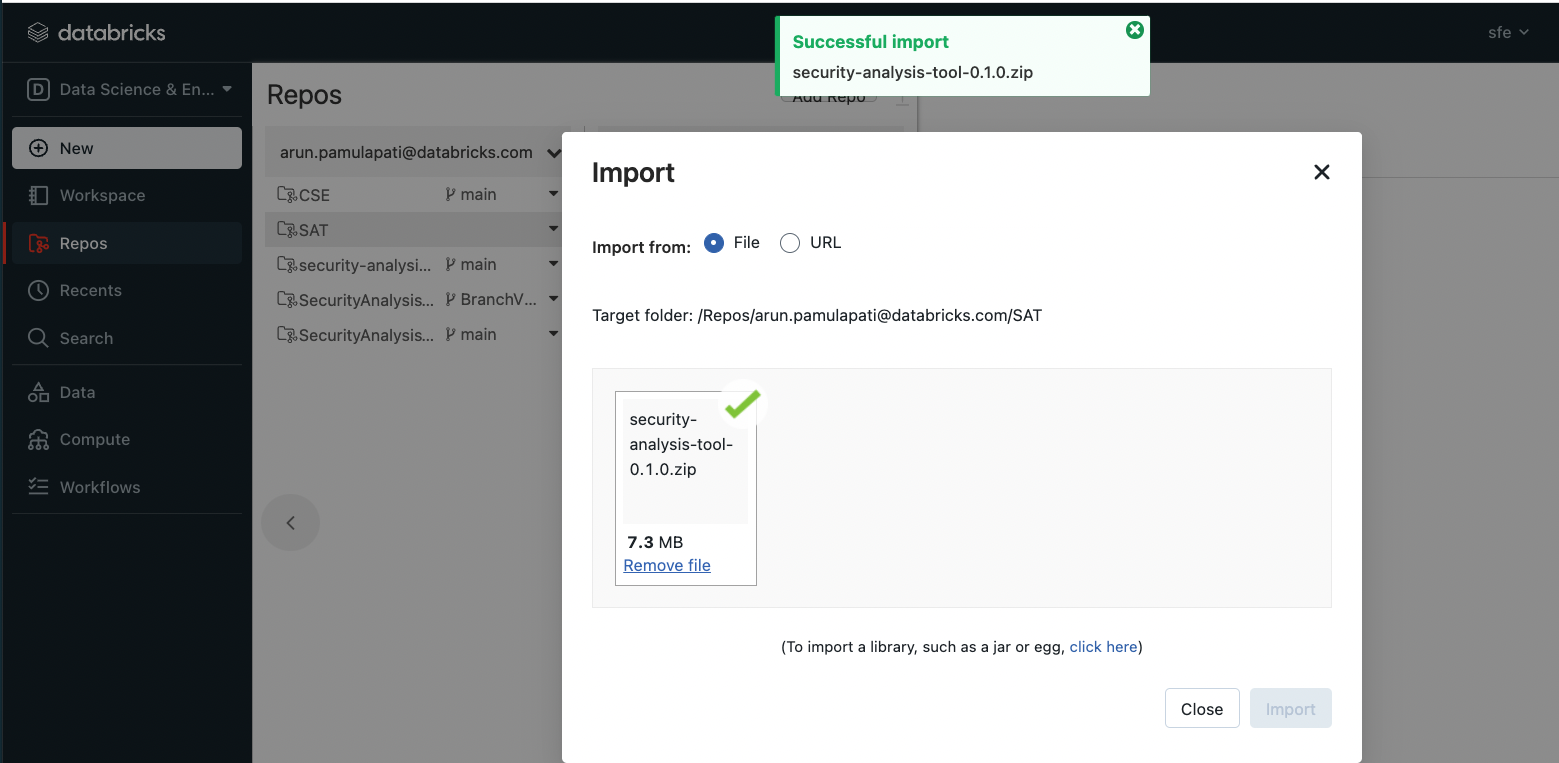 databricks
sfe
Successful import
security-analysis-tool-0.1.0.zip
D Data Science & En...
New
Workspace
Repos
Recents
Search
Data
Compute
Workflows
Repos
Add Repo
arun.pamulapati@databricks.com
CSE main
SAT
security-analysi... main
SecurityAnalysis... BranchV...
SecurityAnalysis... main
Import
Import from: File URL
Target folder: /Repos/arun.pamulapati@databricks.com/SAT
security-
analysis-tool-
0.1.0.zip
7.3 MB
Remove file
(To import a library, such as a jar or egg, click here)
Close
Import